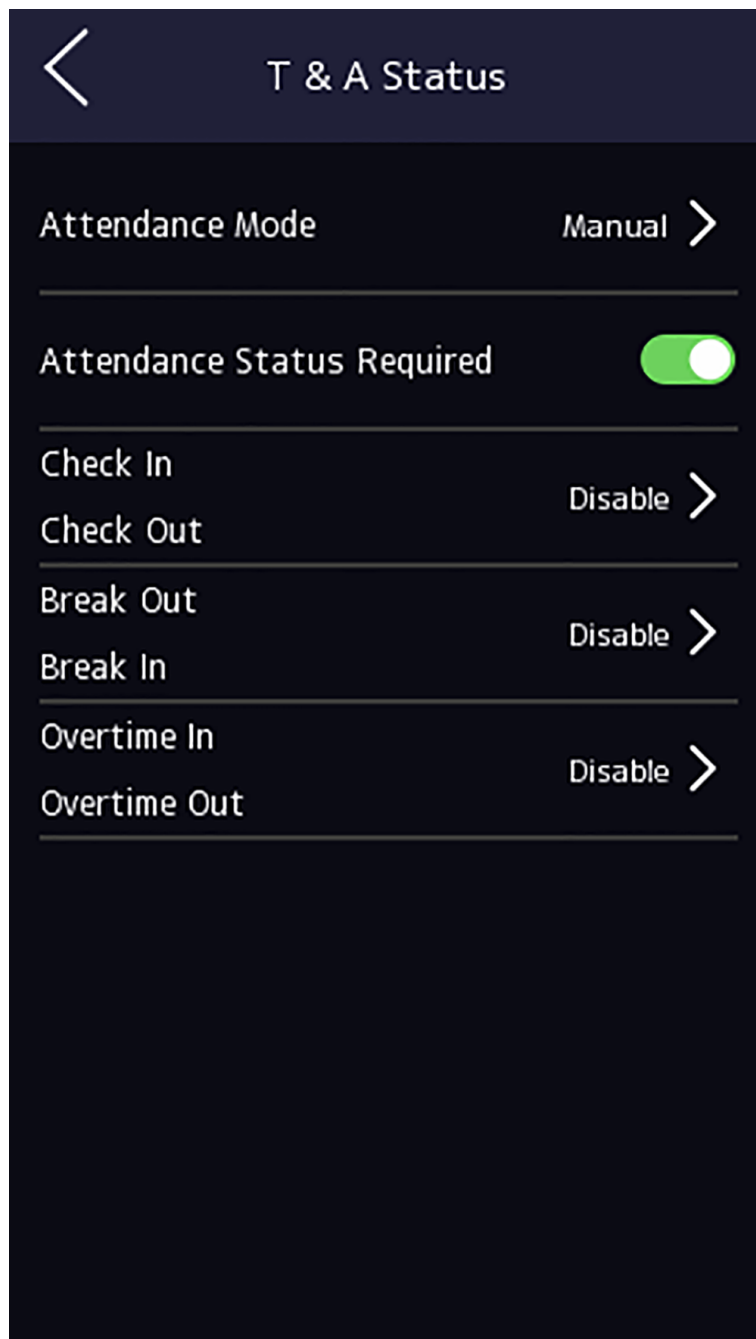 T & A Status
Attendance Mode Manual
Attendance Status Required
Check In
Check Out
Disable
Break Out
Break In
Disable
Overtime In
Overtime Out
Disable